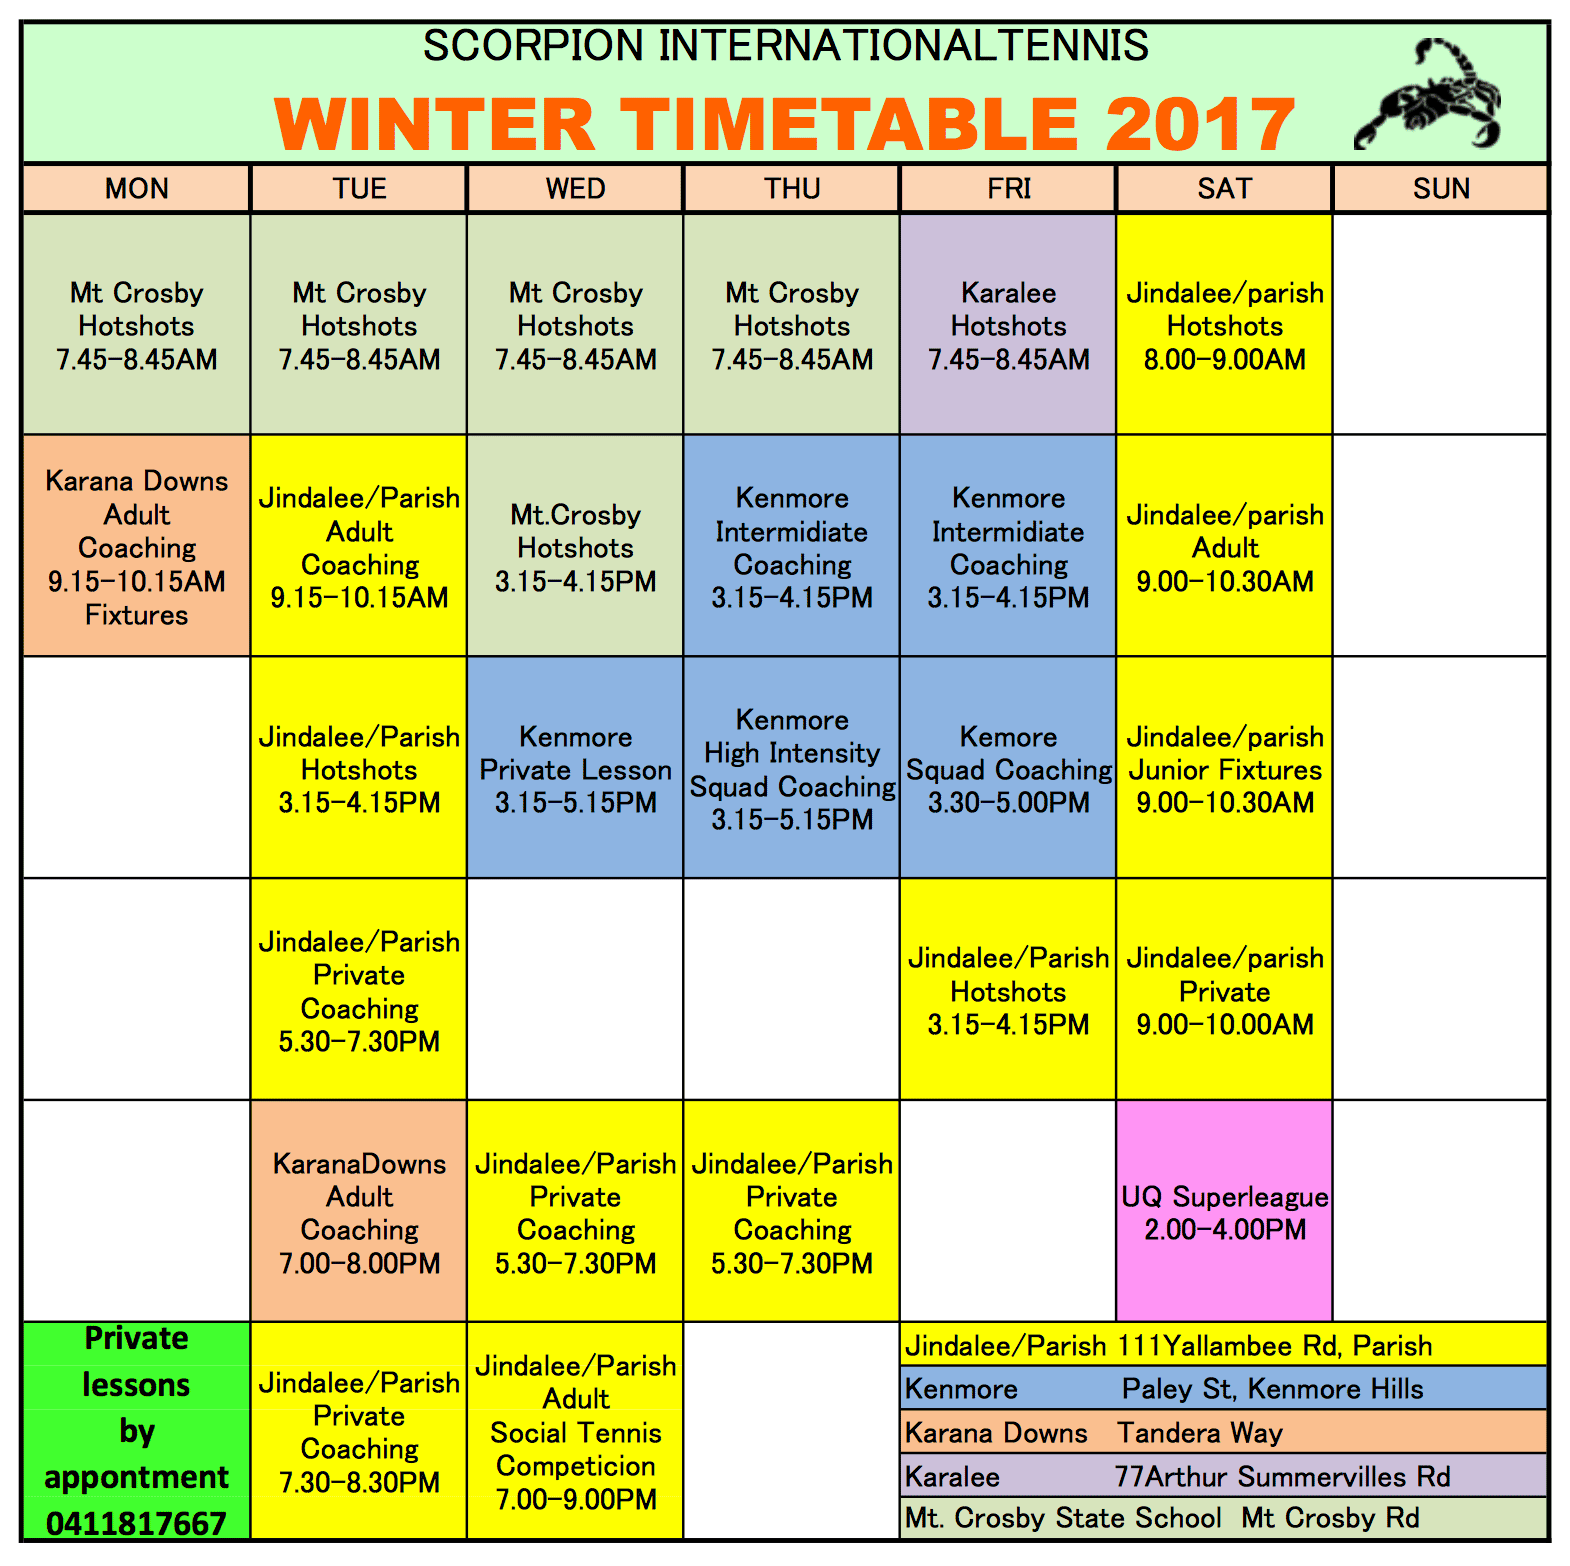 SCORPION INTERNATIONALTENNIS
WINTER TIMETABLE 2017
MON
TUE
WED
THU
FRI
SAT
SUN
Mt Crosby
Hotshots
7.45-8.45AM
Mt Crosby
Hotshots
7.45-8.45AM
Mt Crosby
Hotshots
7.45-8.45AM
Mt Crosby
Hotshots
7.45-8.45AM
Karalee
Hotshots
7.45-8.45AM
Jindalee/parish
Hotshots
8.00-9.00AM
Karana Downs
Adult
Coaching
9.15-10.15AM
Fixtures
Jindalee/Parish
Adult
Coaching
9.15-10.15AM
Mt.Crosby
Hotshots
3.15-4.15PM
Kenmore
Intermidiate
Coaching
3.15-4.15PM
Kenmore
Intermidiate
Coaching
3.15-4.15PM
Jindalee/parish
Adult
9.00-10.30AM
Jindalee/Parish
Hotshots
3.15-4.15PM
Kenmore
Private Lesson
3.15-5.15PM
Kenmore
High Intensity
Squad Coaching
3.15-5.15PM
Kemore
Squad Coaching
3.30-5.00PM
Jindalee/parish
Junior Fixtures
9.00-10.30AM
Jindalee/Parish
Private
Coaching
5.30-7.30PM
Jindalee/Parish
Hotshots
3.15-4.15PM
Jindalee/parish
Private
9.00-10.00AM
KaranaDowns
Adult
Coaching
7.00-8.00PM
Jindalee/Parish
Private
Coaching
5.30-7.30PM
Jindalee/Parish
Private
Coaching
5.30-7.30PM
UQ Superleague
2.00-4.00PM
Private
lessons
by
appontment
0411817667
Jindalee/Parish
Private
Coaching
7.30-8.30PM
Jindalee/Parish
Adult
Social Tennis
Competicion
7.00-9.00PM
Jindalee/Parish 111Yallambee Rd, Parish
Kenmore Paley St, Kenmore Hills
Karana Downs Tandera Way
Karalee 77Arthur Summervilles Rd
Mt. Crosby State School Mt Crosby Rd